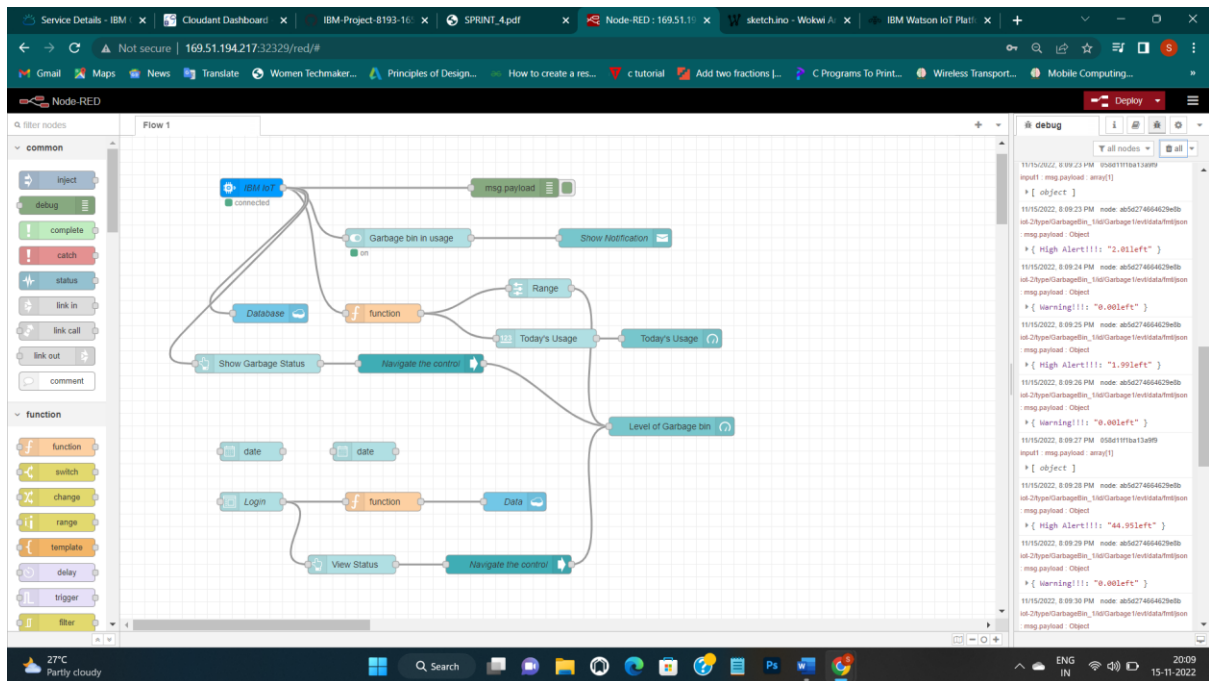 Service Details - IBM C
Cloudant Dashboard
IBM-Project-8193-165
SPRINT_4.pdf
Node-RED : 169.51.19
sketch.ino - Wokwi Ar
IBM Watson IoT Platfo
Not secure | 169.51.194.217:32329/red/#
Gmail Maps News Translate Women Techmaker... Principles of Design... How to create a res... c tutorial Add two fractions |... C Programs To Print... Wireless Transport... Mobile Computing...
Node-RED
Deploy
filter nodes
Flow 1
debug
all nodes
all
common
inject
debug
complete
catch
status
link in
link call
link out
comment
function
function
switch
change
range
template
delay
trigger
filter
IBM IoT
connected
msg.payload
Garbage bin in usage
on
Show Notification
Range
Database
function
Today's Usage
Today's Usage
Show Garbage Status
Navigate the control
Level of Garbage bin
date
date
Login
function
Data
View Status
Navigate the control
11/15/2022, 8:09:23 PM 058d11f1ba13a9f9
input1 : msg.payload : array[1]
[ object ]
11/15/2022, 8:09:23 PM node: ab5d274664629e8b
iot-2/type/GarbageBin_1/id/Garbage1/evt/data/fmt/json
: msg.payload : Object
{ High Alert!!!: "2.01left" }
11/15/2022, 8:09:24 PM node: ab5d274664629e8b
iot-2/type/GarbageBin_1/id/Garbage1/evt/data/fmt/json
: msg.payload : Object
{ Warning!!!: "0.00left" }
11/15/2022, 8:09:25 PM node: ab5d274664629e8b
iot-2/type/GarbageBin_1/id/Garbage1/evt/data/fmt/json
: msg.payload : Object
{ High Alert!!!: "1.99left" }
11/15/2022, 8:09:26 PM node: ab5d274664629e8b
iot-2/type/GarbageBin_1/id/Garbage1/evt/data/fmt/json
: msg.payload : Object
{ Warning!!!: "0.00left" }
11/15/2022, 8:09:27 PM 058d11f1ba13a9f9
input1 : msg.payload : array[1]
[ object ]
11/15/2022, 8:09:28 PM node: ab5d274664629e8b
iot-2/type/GarbageBin_1/id/Garbage1/evt/data/fmt/json
: msg.payload : Object
{ High Alert!!!: "44.95left" }
11/15/2022, 8:09:29 PM node: ab5d274664629e8b
iot-2/type/GarbageBin_1/id/Garbage1/evt/data/fmt/json
: msg.payload : Object
{ Warning!!!: "0.00left" }
11/15/2022, 8:09:30 PM node: ab5d274664629e8b
iot-2/type/GarbageBin_1/id/Garbage1/evt/data/fmt/json
: msg.payload : Object
27°C
Partly cloudy
Search
ENG
IN
20:09
15-11-2022